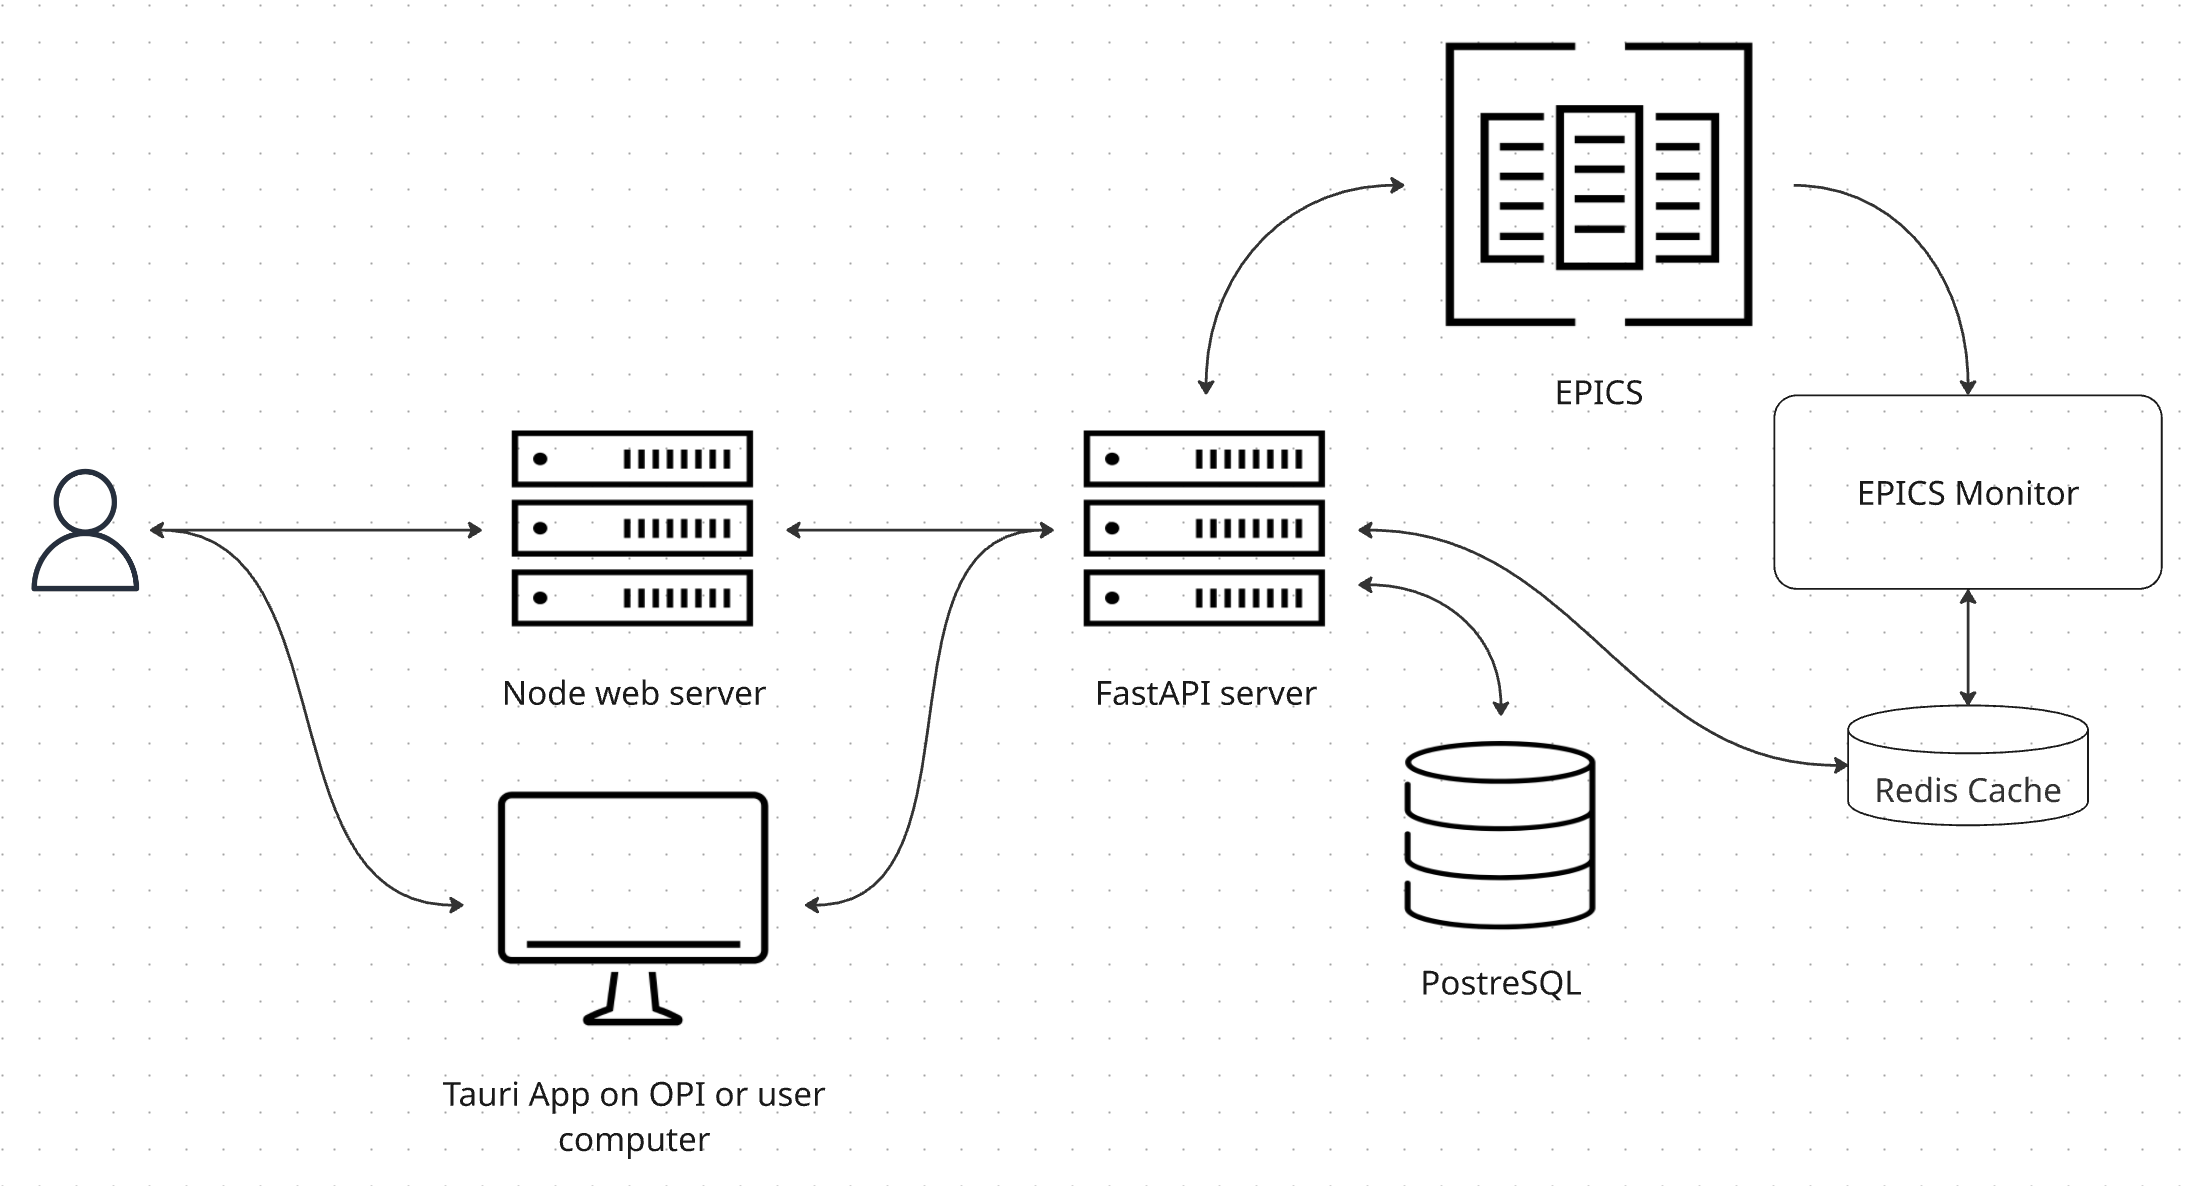 EPICS
EPICS Monitor
Node web server
FastAPI server
Redis Cache
PostreSQL
Tauri App on OPI or user
computer